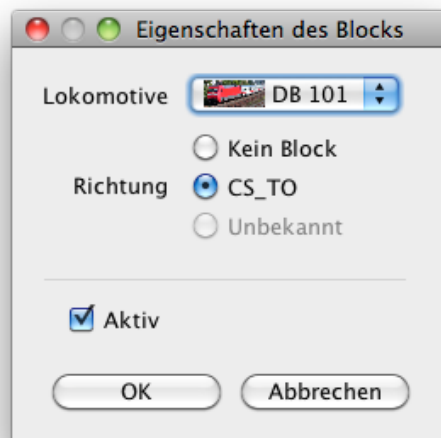 Eigenschaften des Blocks
Lokomotive DB 101
Kein Block
Richtung CS_TO
Unbekannt
Aktiv
OK Abbrechen